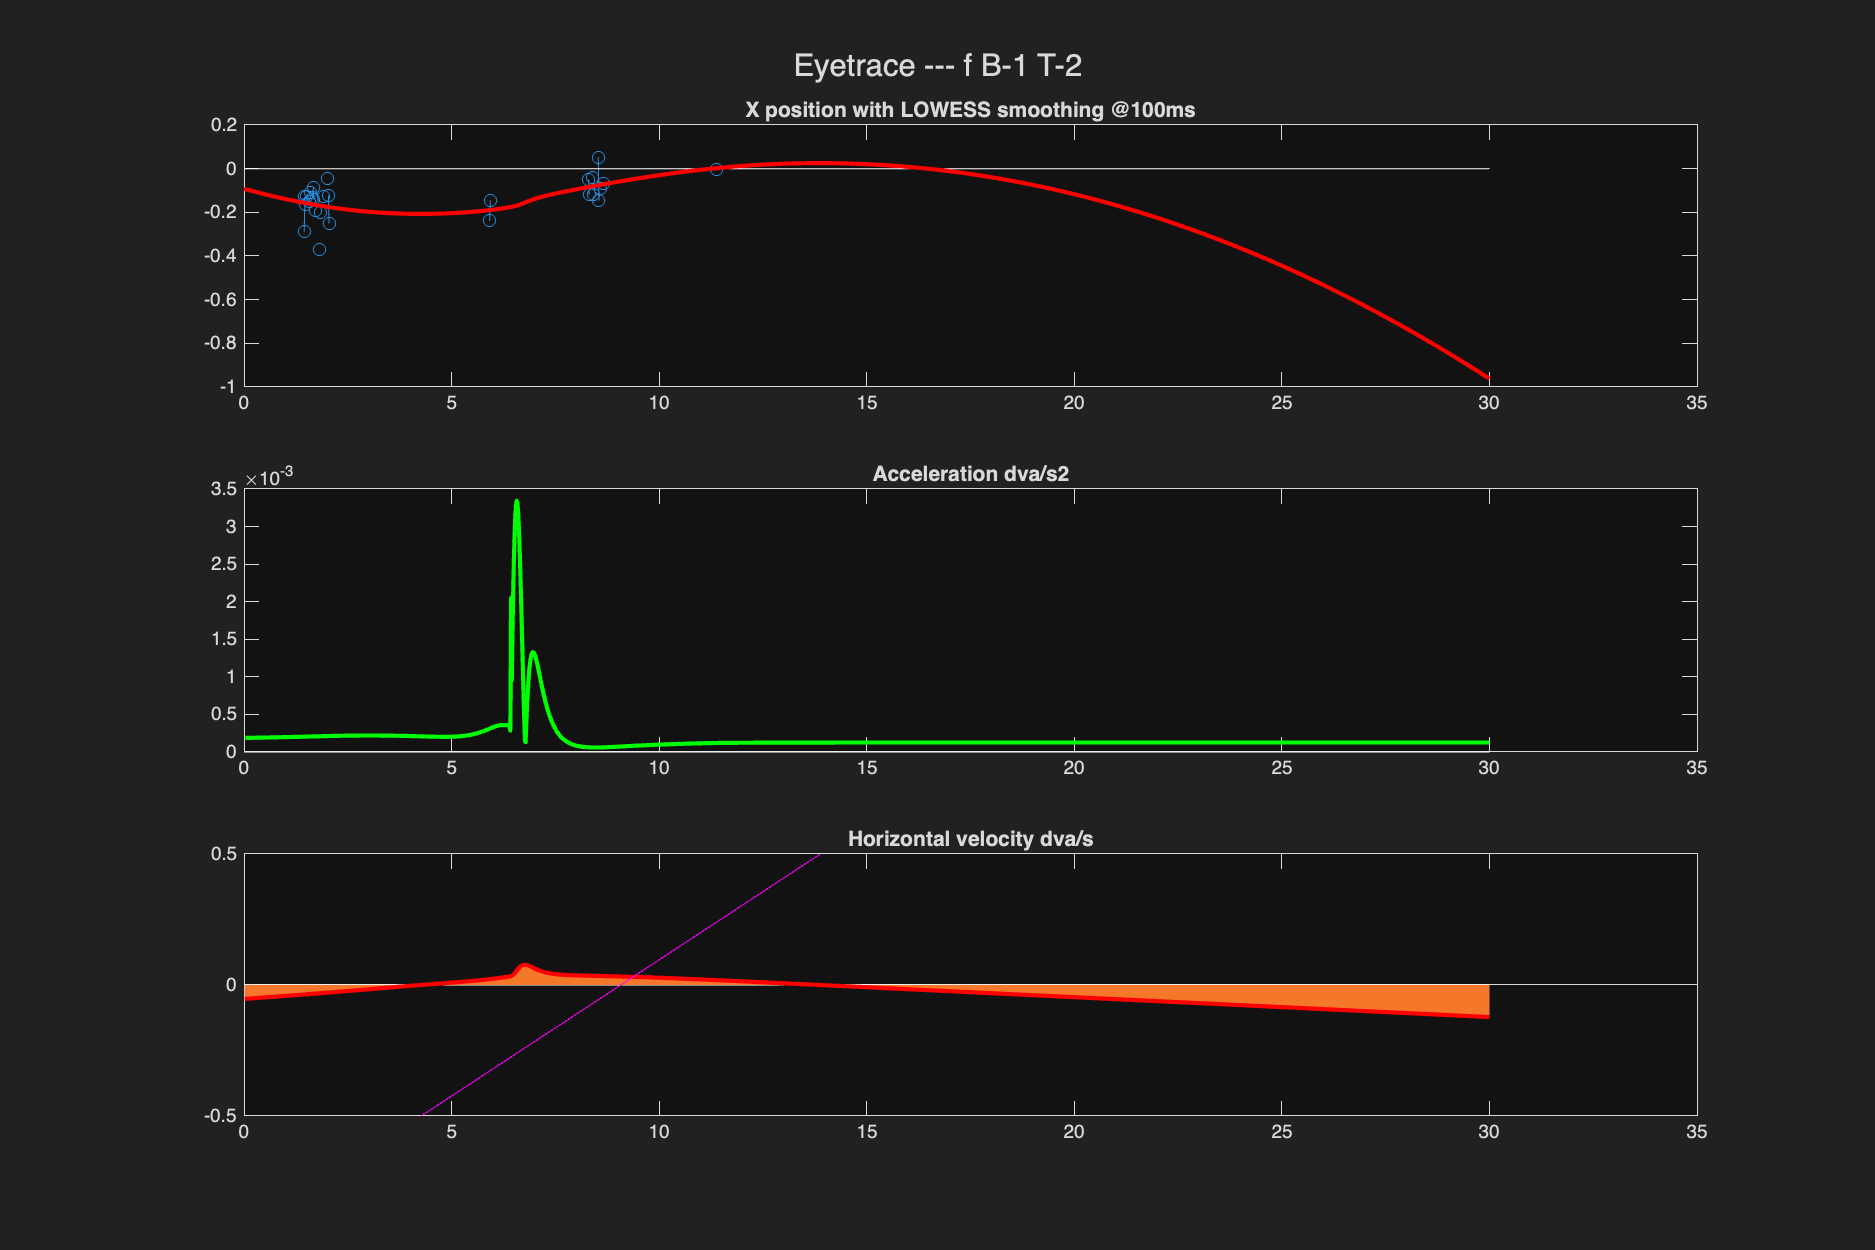 Eyetrace --- f B-1 T-2
X position with LOWESS smoothing @100ms
0.2
0
-0.2
-0.4
-0.6
-0.8
-1
0 5 10 15 20 25 30 35
Acceleration dva/s2
×10-3
3.5
3
2.5
2
1.5
1
0.5
0
0 5 10 15 20 25 30 35
Horizontal velocity dva/s
0.5
0
-0.5
0 5 10 15 20 25 30 35